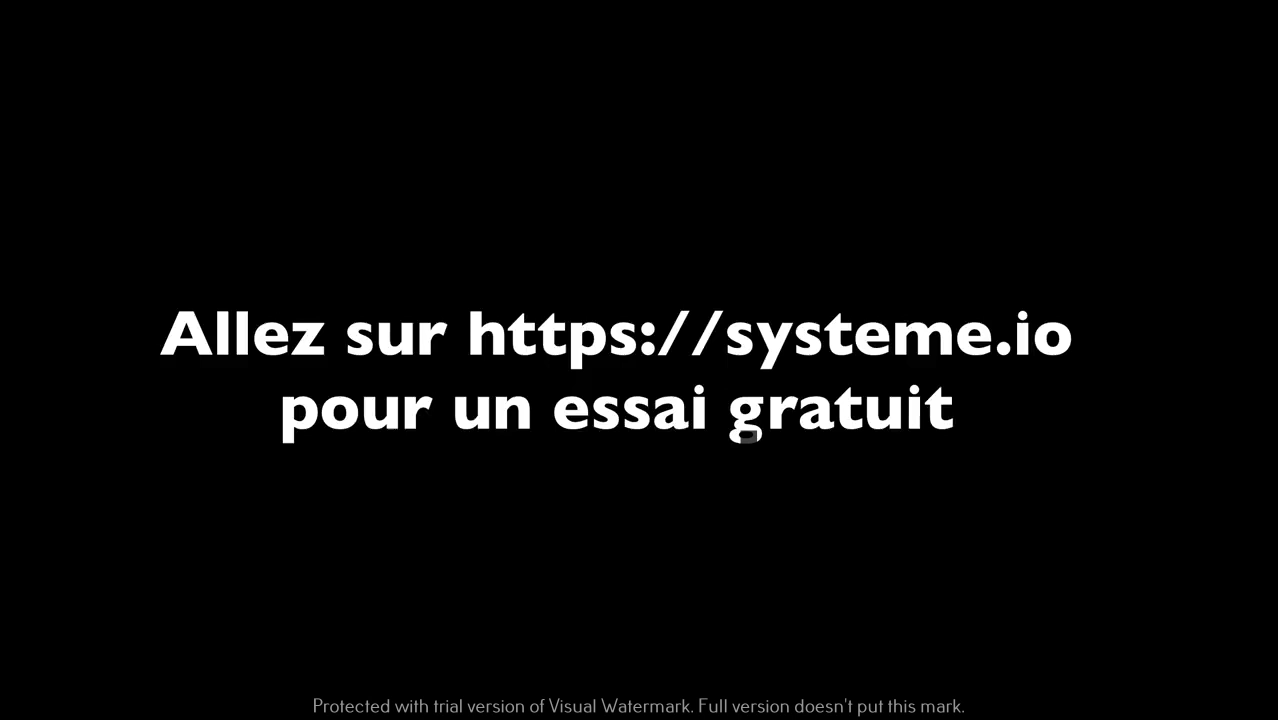 Allez sur https://systeme.io
pour un essai gratuit
Protected with trial version of Visual Watermark. Full version doesn't put this mark.